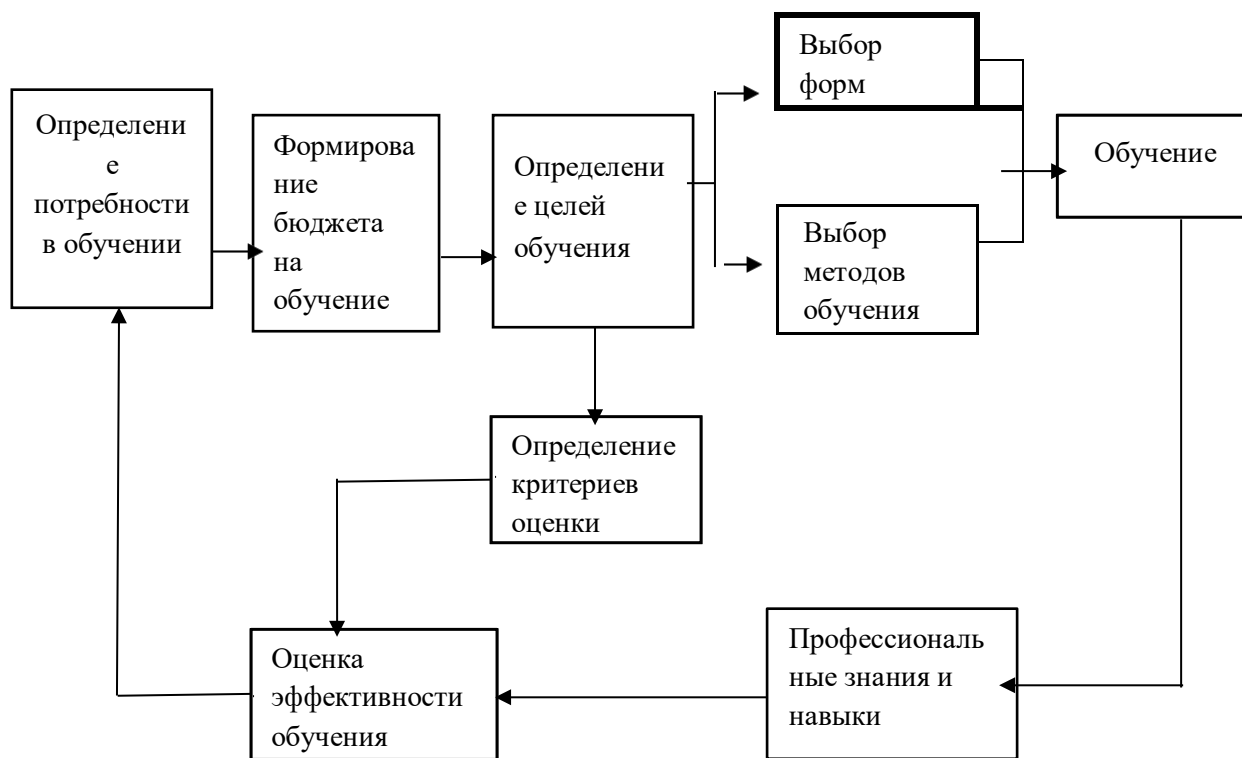 Определени
е
потребности
в обучении
Формирова
ние
бюджета
на
обучение
Определени
е целей
обучения
Выбор
форм
Выбор
методов
обучения
Обучение
Определение
критериев
оценки
Оценка
эффективности
обучения
Профессиональ
ные знания и
навыки